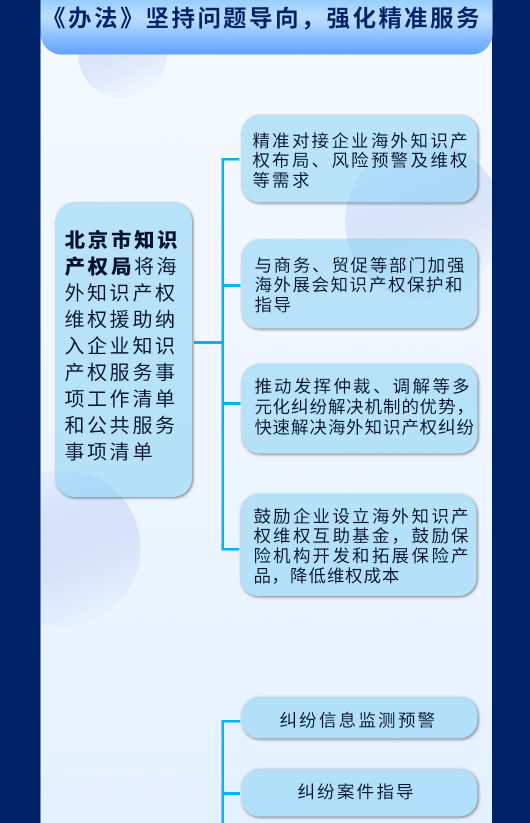 《办法》坚持问题导向，强化精准服务
北京市知识
产权局将海
外知识产权
维权援助纳
入企业知识
产权服务事
项工作清单
和公共服务
事项清单
精准对接企业海外知识产
权布局、风险预警及维权
等需求
与商务、贸促等部门加强
海外展会知识产权保护和
指导
推动发挥仲裁、调解等多
元化纠纷解决机制的优势，
快速解决海外知识产权纠纷
鼓励企业设立海外知识产
权维权互助基金，鼓励保
险机构开发和拓展保险产
品，降低维权成本
纠纷信息监测预警
纠纷案件指导